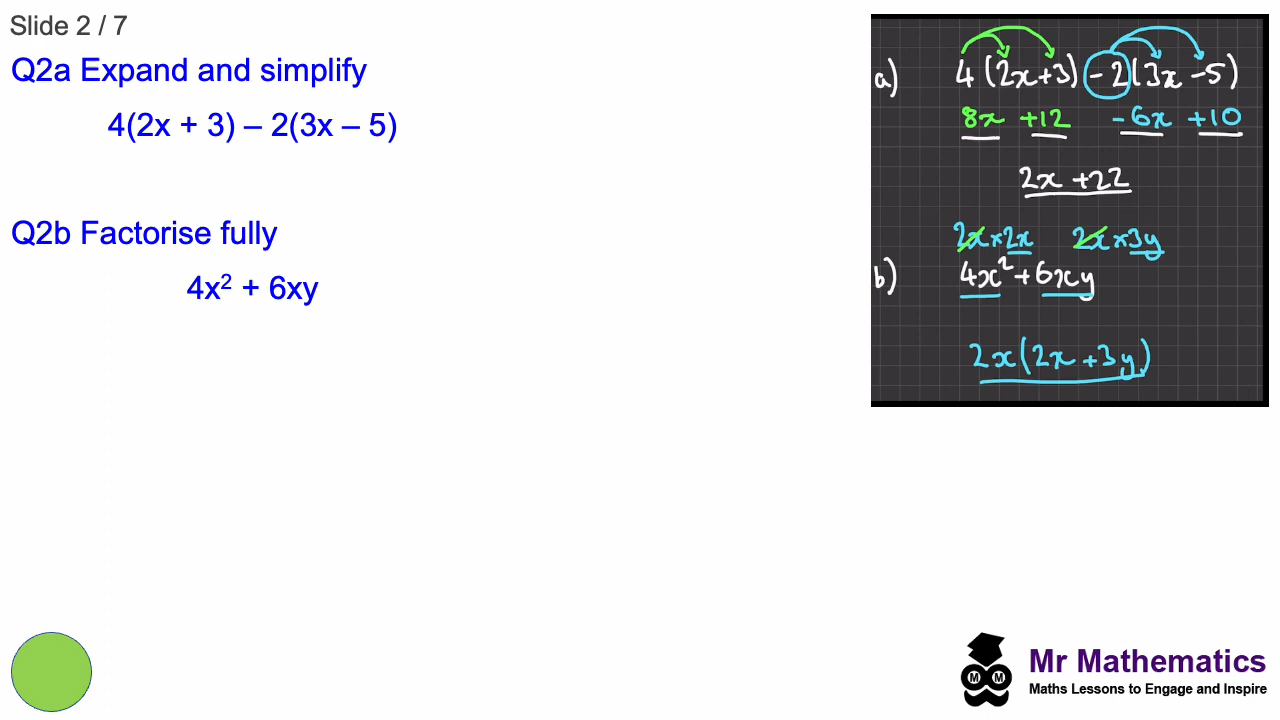 Slide 2 / 7
Q2a Expand and simplify
4(2x + 3) – 2(3x – 5)
Q2b Factorise fully
4x² + 6xy
a) 4(2x+3) -2(3x-5)
8x +12 -6x +10
2x +22
2x×2x 2x×3y
b) 4x²+6xy
2x(2x+3y)
M M
Mr Mathematics
Maths Lessons to Engage and Inspire